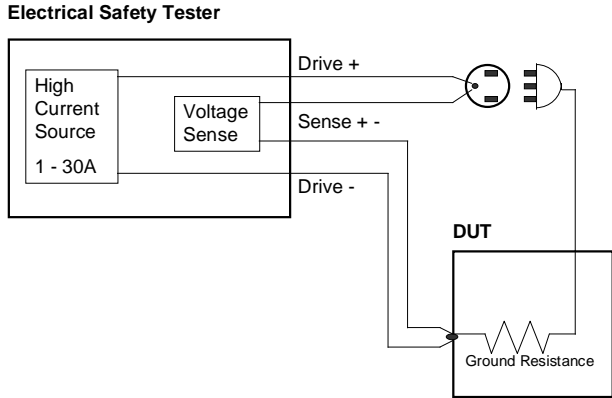 Electrical Safety Tester
High
Current
Source
1 - 30A
Voltage
Sense
Drive +
Sense + -
Drive -
DUT
Ground Resistance